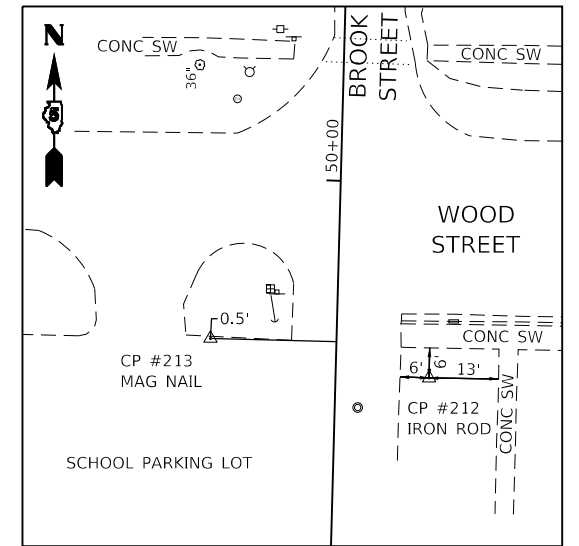 N
5
CONC SW
36"
BROOK
STREET
CONC SW
50+00
WOOD
STREET
0.5'
CONC SW
CP #213
MAG NAIL
6'
6'
13'
CP #212
IRON ROD
CONC SW
SCHOOL PARKING LOT